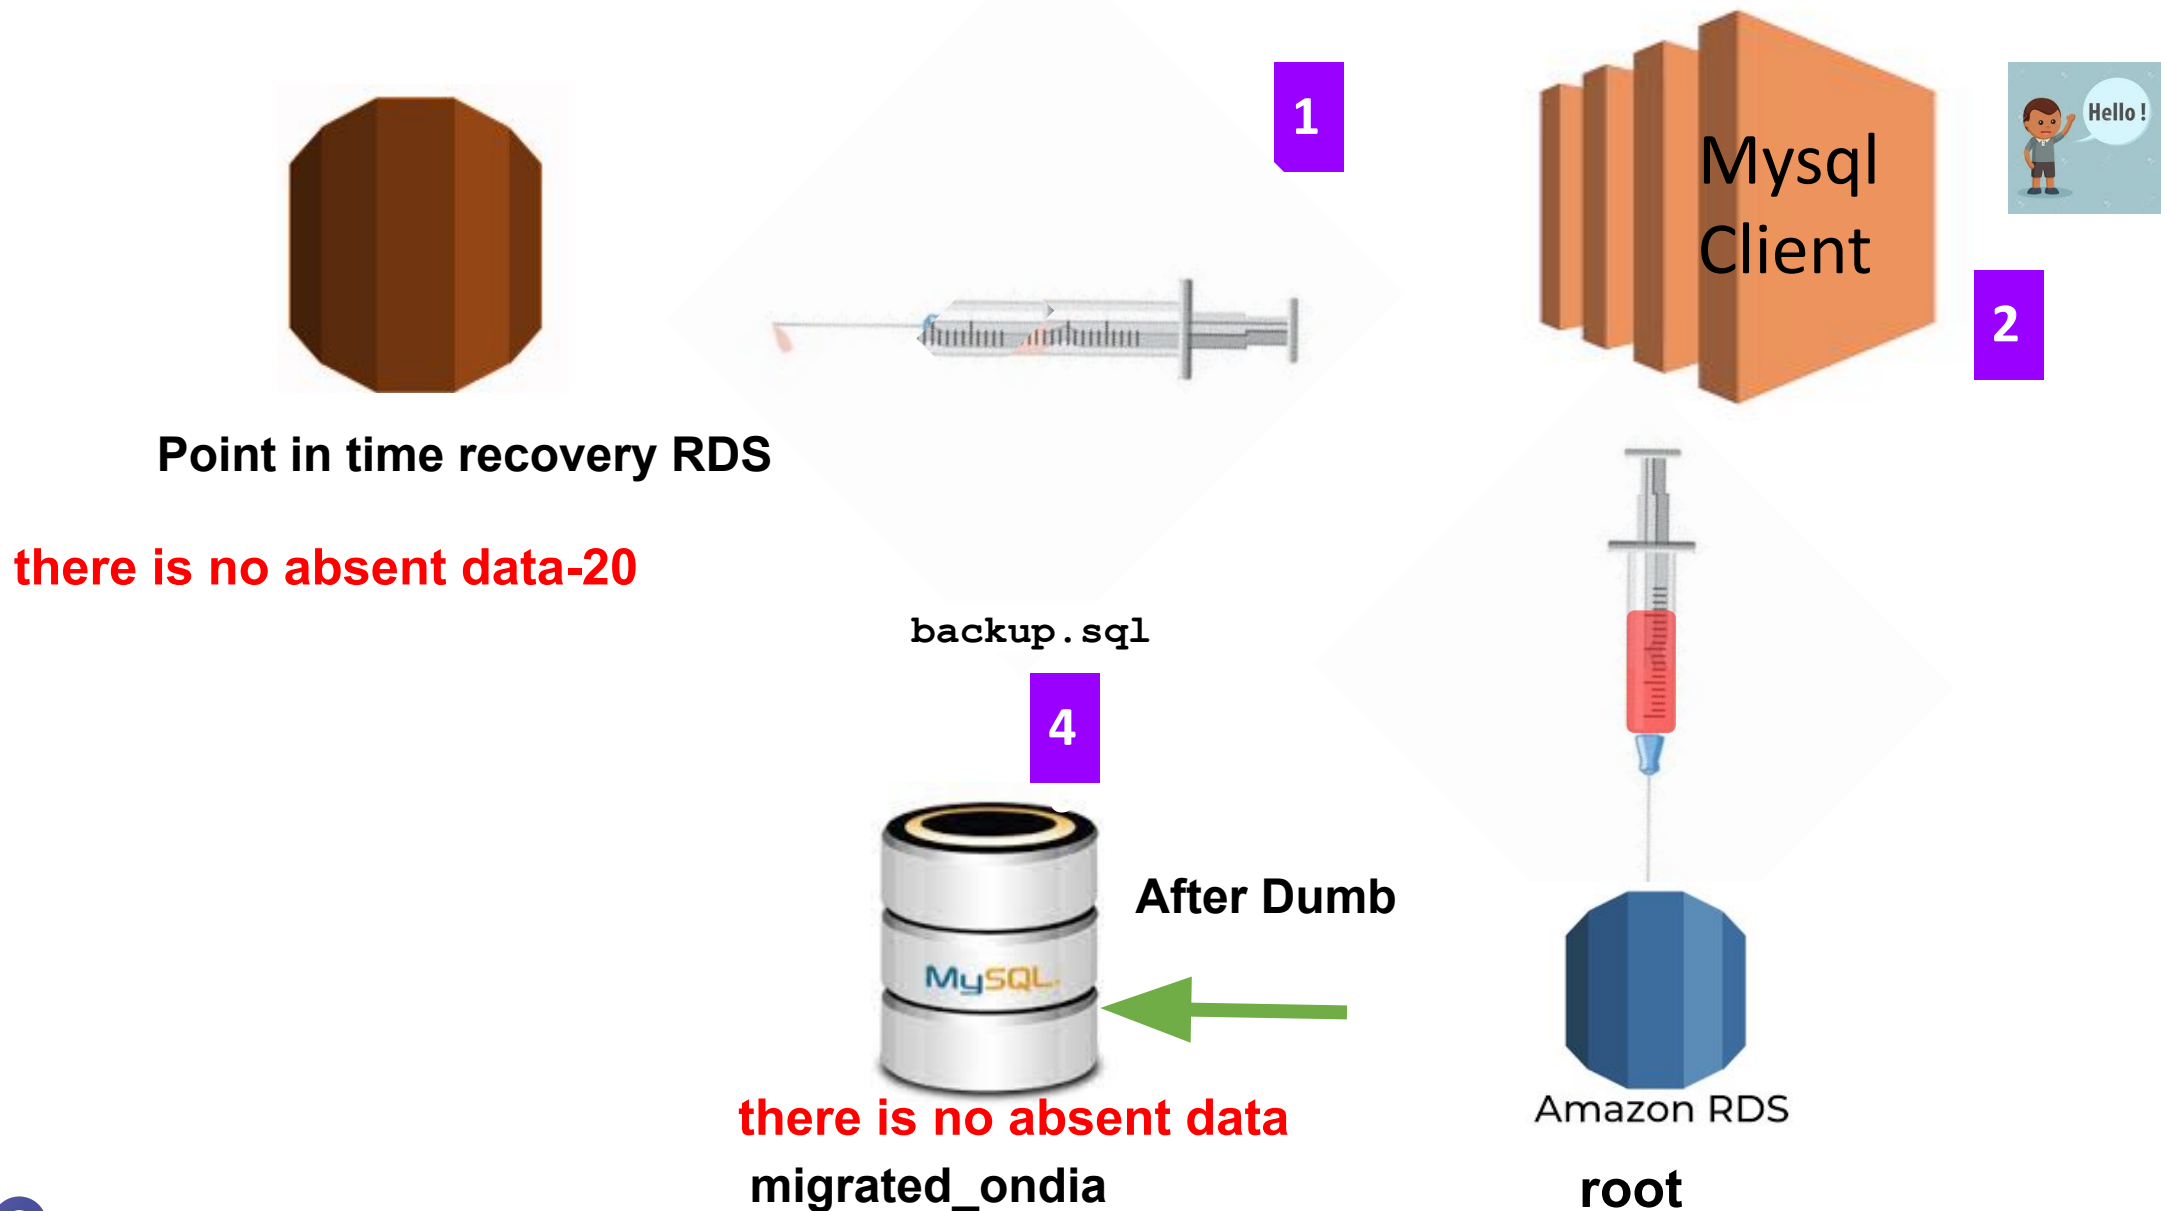 1
Mysql
Client
Hello !
2
Point in time recovery RDS
there is no absent data-20
backup.sql
4
After Dumb
MySQL
there is no absent data
Amazon RDS
migrated_ondia
root